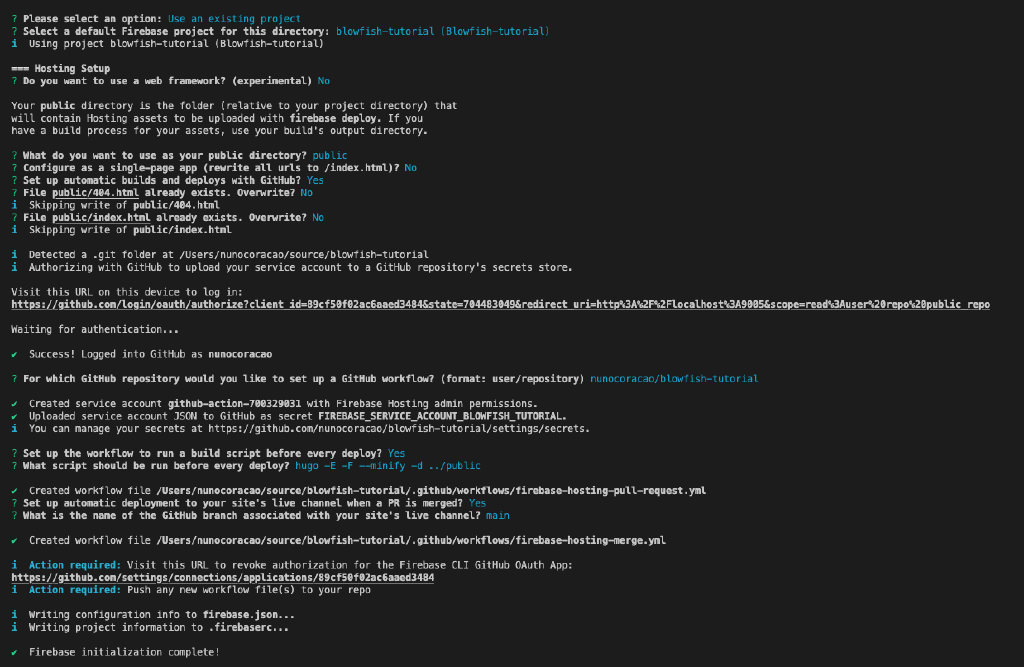 ? Please select an option: Use an existing project
? Select a default Firebase project for this directory: blowfish-tutorial (Blowfish-tutorial)
i Using project blowfish-tutorial (Blowfish-tutorial)
=== Hosting Setup
? Do you want to use a web framework? (experimental) No
Your public directory is the folder (relative to your project directory) that
will contain Hosting assets to be uploaded with firebase deploy. If you
have a build process for your assets, use your build's output directory.
? What do you want to use as your public directory? public
? Configure as a single-page app (rewrite all urls to /index.html)? No
? Set up automatic builds and deploys with GitHub? Yes
? File public/404.html already exists. Overwrite? No
i Skipping write of public/404.html
? File public/index.html already exists. Overwrite? No
i Skipping write of public/index.html
i Detected a .git folder at /Users/nunocoracao/source/blowfish-tutorial
i Authorizing with GitHub to upload your service account to a GitHub repository's secrets store.
Visit this URL on this device to log in:
https://github.com/login/oauth/authorize?client_id=89cf50f02ac6aaed3484&state=704483049&redirect_uri=http%3A%2F%2Flocalhost%3A9005&scope=read%3Auser%20repo%20public_repo
Waiting for authentication...
✔ Success! Logged into GitHub as nunocoracao
? For which GitHub repository would you like to set up a GitHub workflow? (format: user/repository) nunocoracao/blowfish-tutorial
✔ Created service account github-action-700329031 with Firebase Hosting admin permissions.
✔ Uploaded service account JSON to GitHub as secret FIREBASE_SERVICE_ACCOUNT_BLOWFISH_TUTORIAL.
i You can manage your secrets at https://github.com/nunocoracao/blowfish-tutorial/settings/secrets.
? Set up the workflow to run a build script before every deploy? Yes
? What script should be run before every deploy? hugo -E -F --minify -d ../public
✔ Created workflow file /Users/nunocoracao/source/blowfish-tutorial/.github/workflows/firebase-hosting-pull-request.yml
? Set up automatic deployment to your site's live channel when a PR is merged? Yes
? What is the name of the GitHub branch associated with your site's live channel? main
✔ Created workflow file /Users/nunocoracao/source/blowfish-tutorial/.github/workflows/firebase-hosting-merge.yml
i Action required: Visit this URL to revoke authorization for the Firebase CLI GitHub OAuth App:
https://github.com/settings/connections/applications/89cf50f02ac6aaed3484
i Action required: Push any new workflow file(s) to your repo
i Writing configuration info to firebase.json...
i Writing project information to .firebaserc...
✔ Firebase initialization complete!